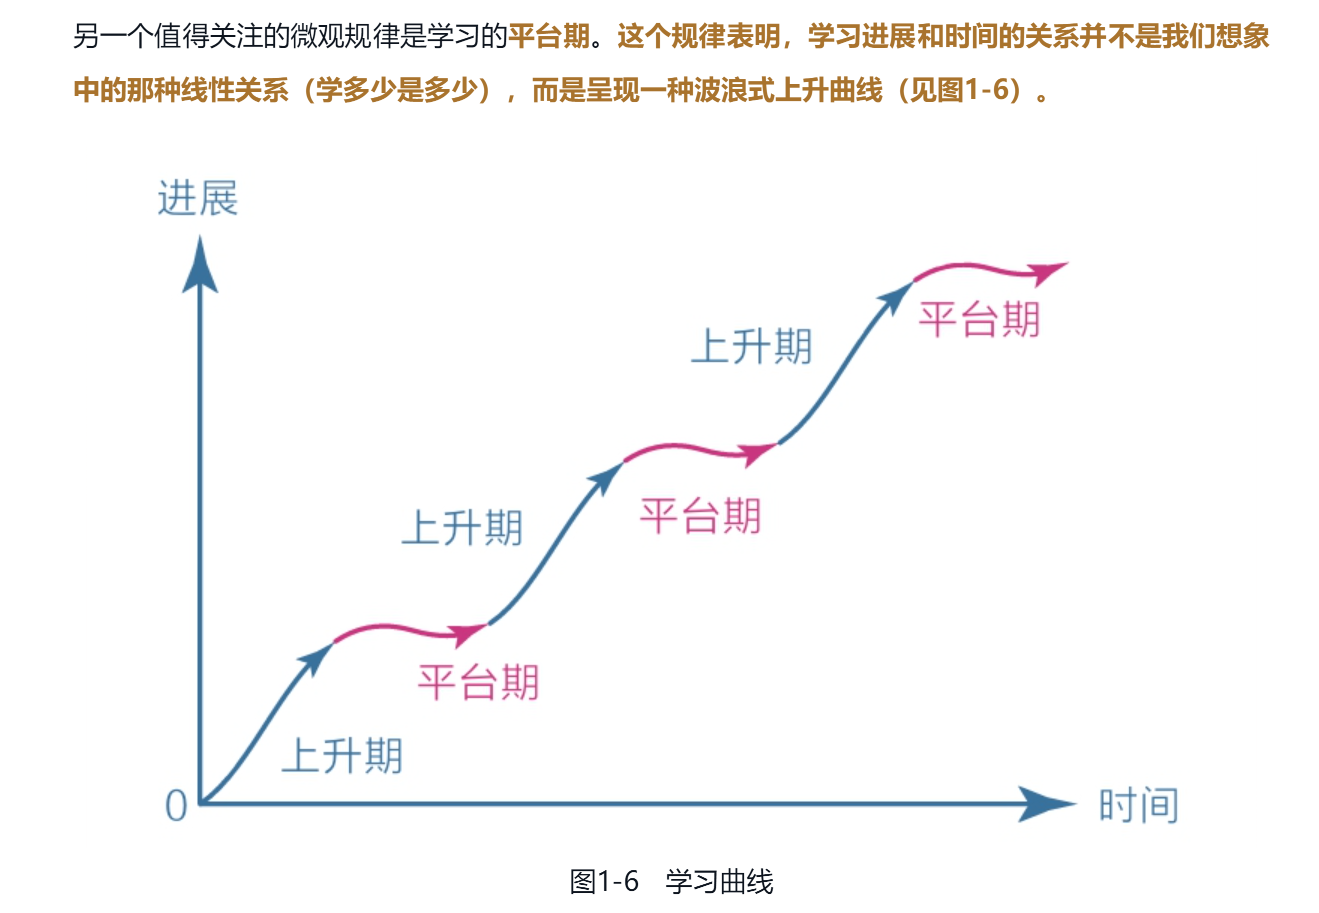 另一个值得关注的微观规律是学习的平台期。这个规律表明，学习进展和时间的关系并不是我们想象
中的那种线性关系（学多少是多少），而是呈现一种波浪式上升曲线（见图1-6）。
进展
平台期
上升期
平台期
上升期
平台期
上升期
0
时间
图1-6 学习曲线